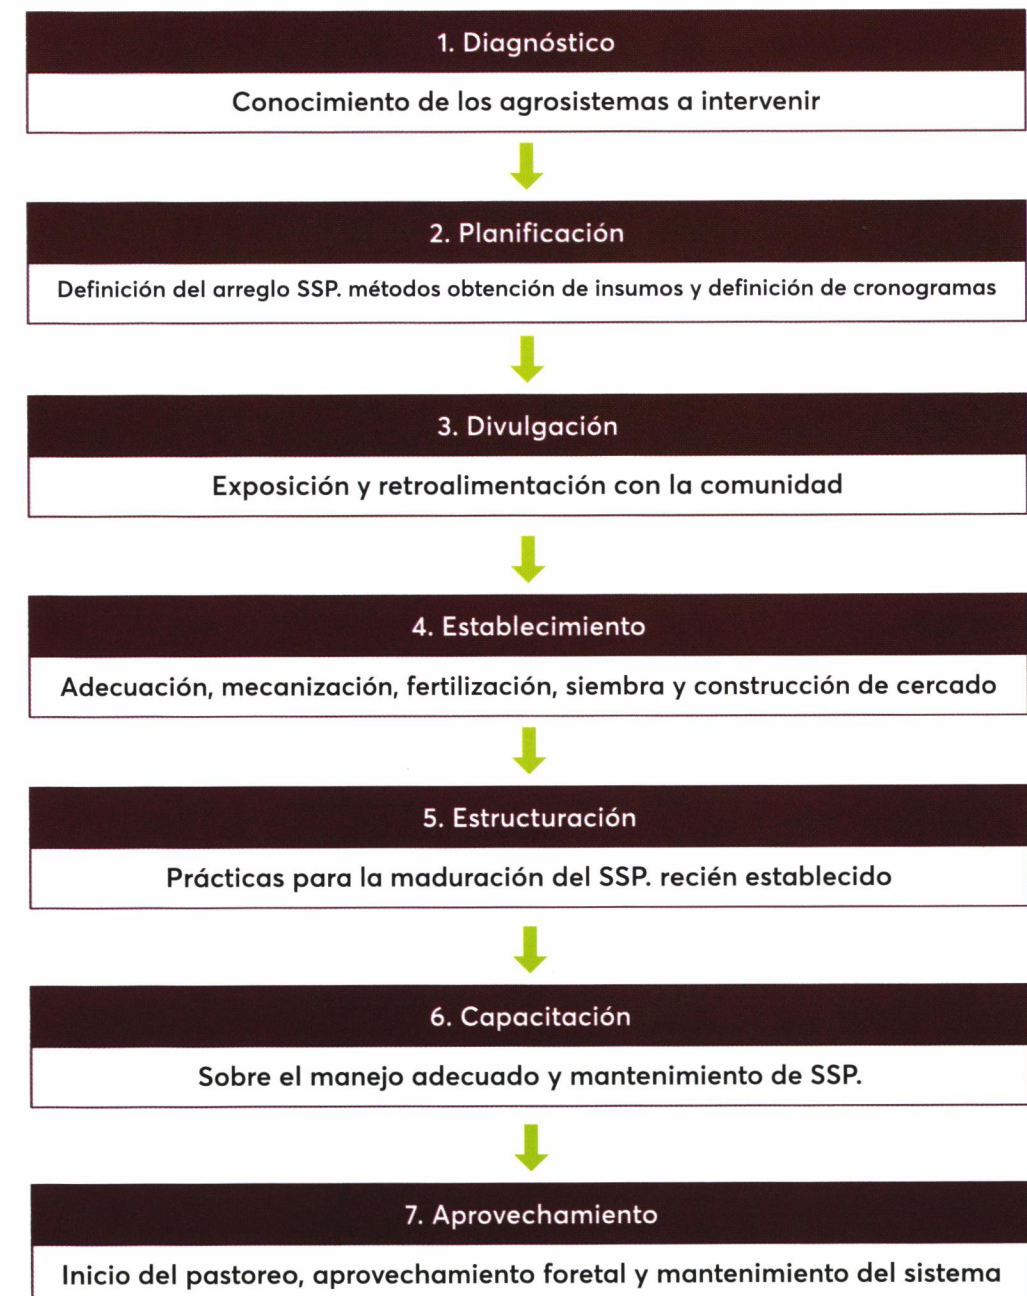 1. Diagnóstico
Conocimiento de los agrosistemas a intervenir
2. Planificación
Definición del arreglo SSP. métodos obtención de insumos y definición de cronogramas
3. Divulgación
Exposición y retroalimentación con la comunidad
4. Establecimiento
Adecuación, mecanización, fertilización, siembra y construcción de cercado
5. Estructuración
Prácticas para la maduración del SSP. recién establecido
6. Capacitación
Sobre el manejo adecuado y mantenimiento de SSP.
7. Aprovechamiento
Inicio del pastoreo, aprovechamiento foretal y mantenimiento del sistema